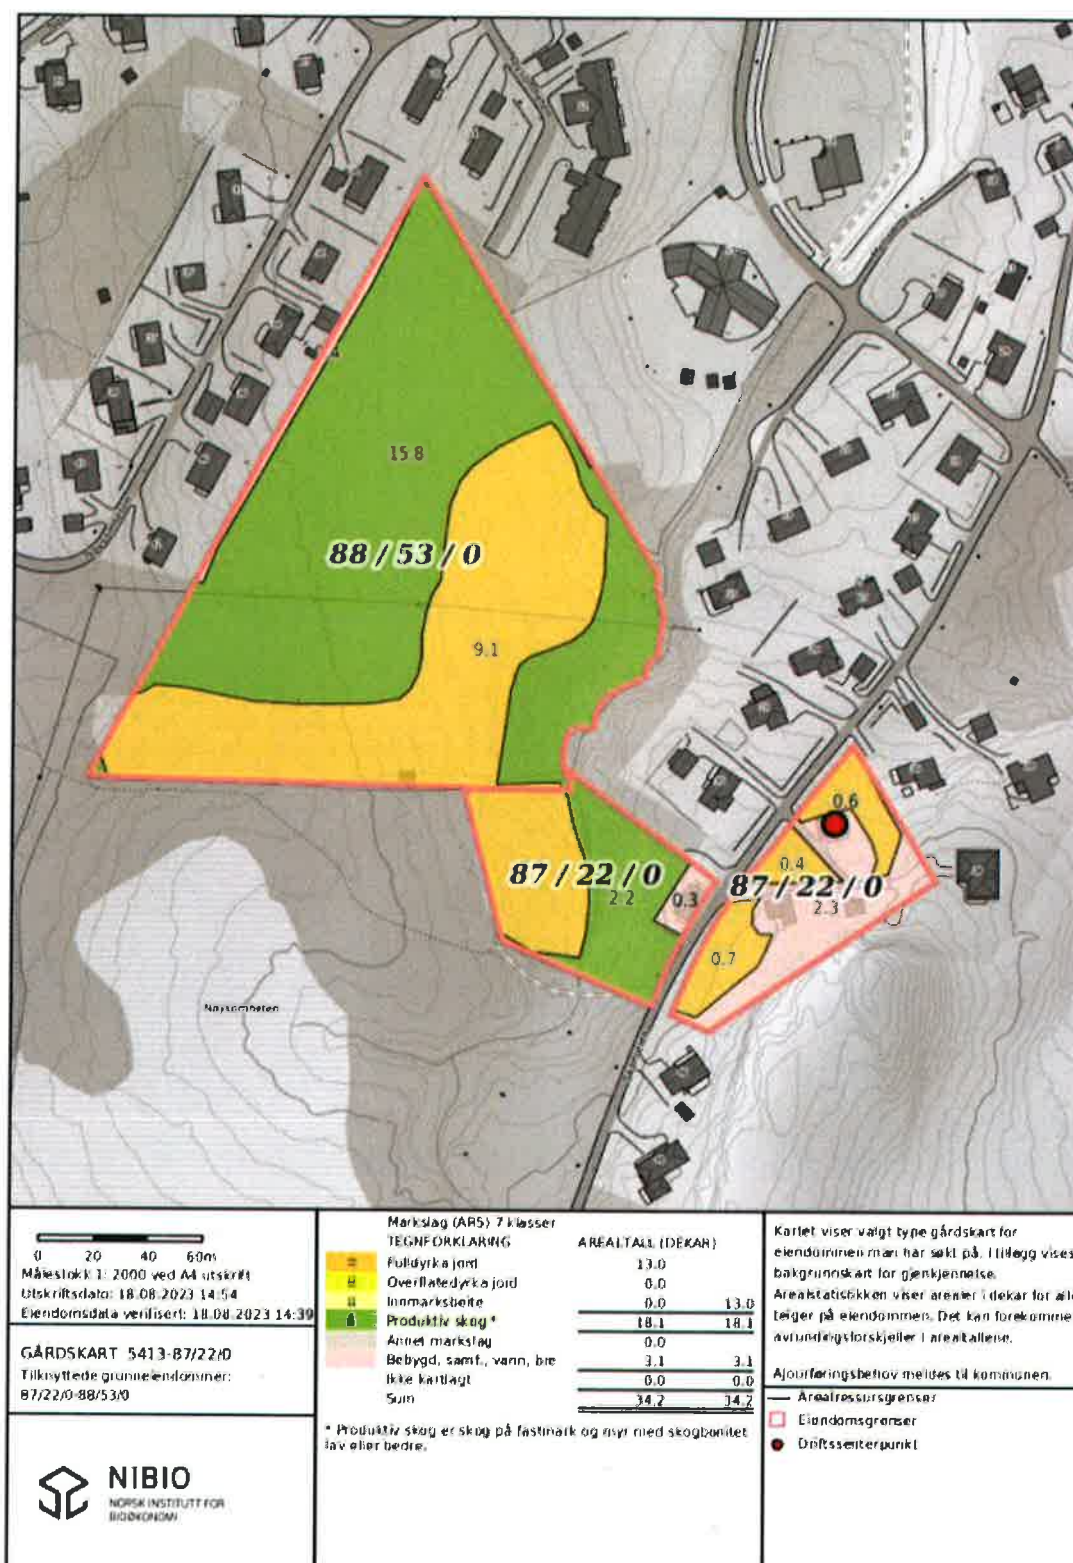 15.8
88 / 53 / 0
9.1
0.6
87 / 22 / 0
2.2
0.3
0.4
87 / 22 / 0
2.3
0.7
Nøysomheten
0 20 40 60m
Målestokk 1: 2000 ved A4 utskrift
Utskriftsdato: 18.08.2023 14:54
Eiendomsdata verifisert: 18.08.2023 14:39
GÅRDSKART 5413-87/22/0
Tilknyttede grunneiendommer:
87/22/0-88/53/0
NIBIO
NORSK INSTITUTT FOR
BIOØKONOMI
Markslag (AR5) 7 klasser
TEGNFORKLARING AREALTALL (DEKAR)
Fulldyrka jord 13.0
Overflatedyrka jord 0.0
Innmarksbeite 0.0 13.0
Produktiv skog * 18.1 18.1
Annet markslag 0.0
Bebygd, samf., vann, bre 3.1 3.1
Ikke kartlagt 0.0 0.0
Sum 34.2 34.2
* Produktiv skog er skog på fastmark og myr med skogbonitet
lav eller bedre.
Kartet viser valgt type gårdskart for
eiendommen man har søkt på. I tillegg vises
bakgrunnskart for gjenkjennelse.
Arealstatistikken viser arealer i dekar for alle
teiger på eiendommen. Det kan forekomme
avrundingsforskjeller i arealtallene.
Ajourføringsbehov meldes til kommunen.
Arealressursgrenser
Eiendomsgrenser
Driftssenterpunkt